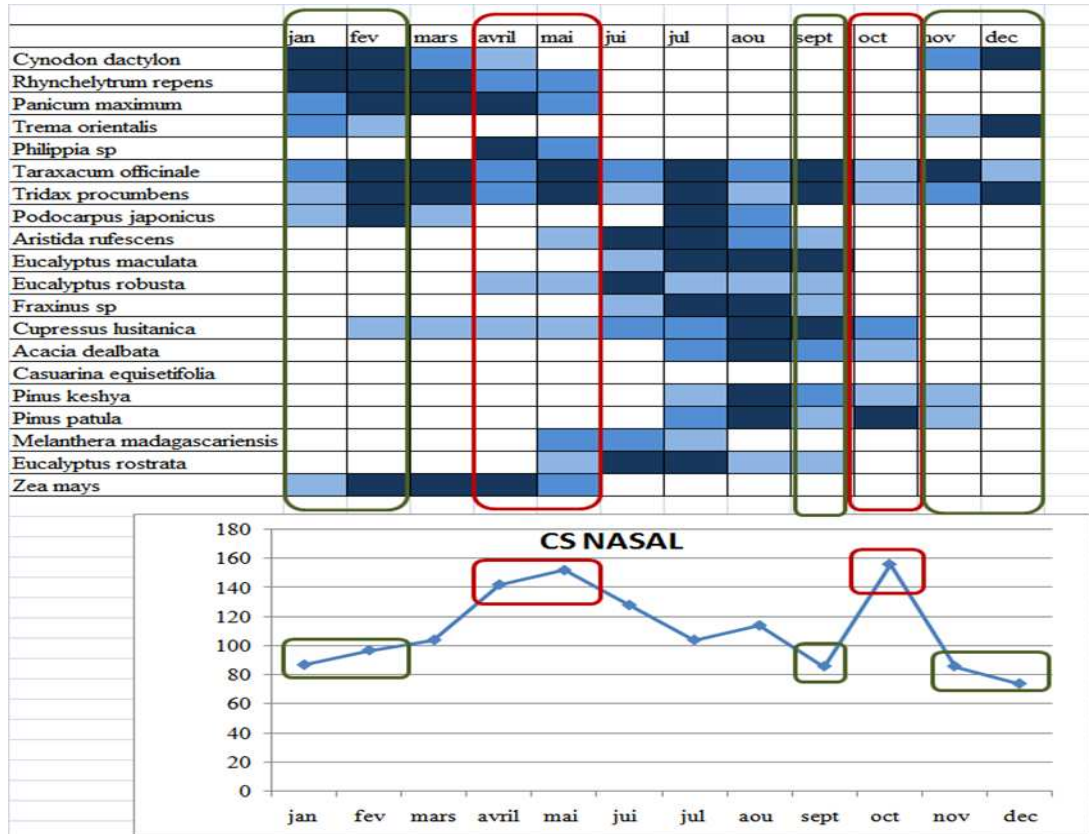 jan fev mars avril mai jui jul aou sept oct nov dec
Cynodon dactylon
Rhynchelytrum repens
Panicum maximum
Trema orientalis
Philippia sp
Taraxacum officinale
Tridax procumbens
Podocarpus japonicus
Aristida rufescens
Eucalyptus maculata
Eucalyptus robusta
Fraxinus sp
Cupressus lusitanica
Acacia dealbata
Casuarina equisetifolia
Pinus keshya
Pinus patula
Melanthera madagascariensis
Eucalyptus rostrata
Zea mays
CS NASAL
180
160
140
120
100
80
60
40
20
0
jan fev mars avril mai jui jul aou sept oct nov dec